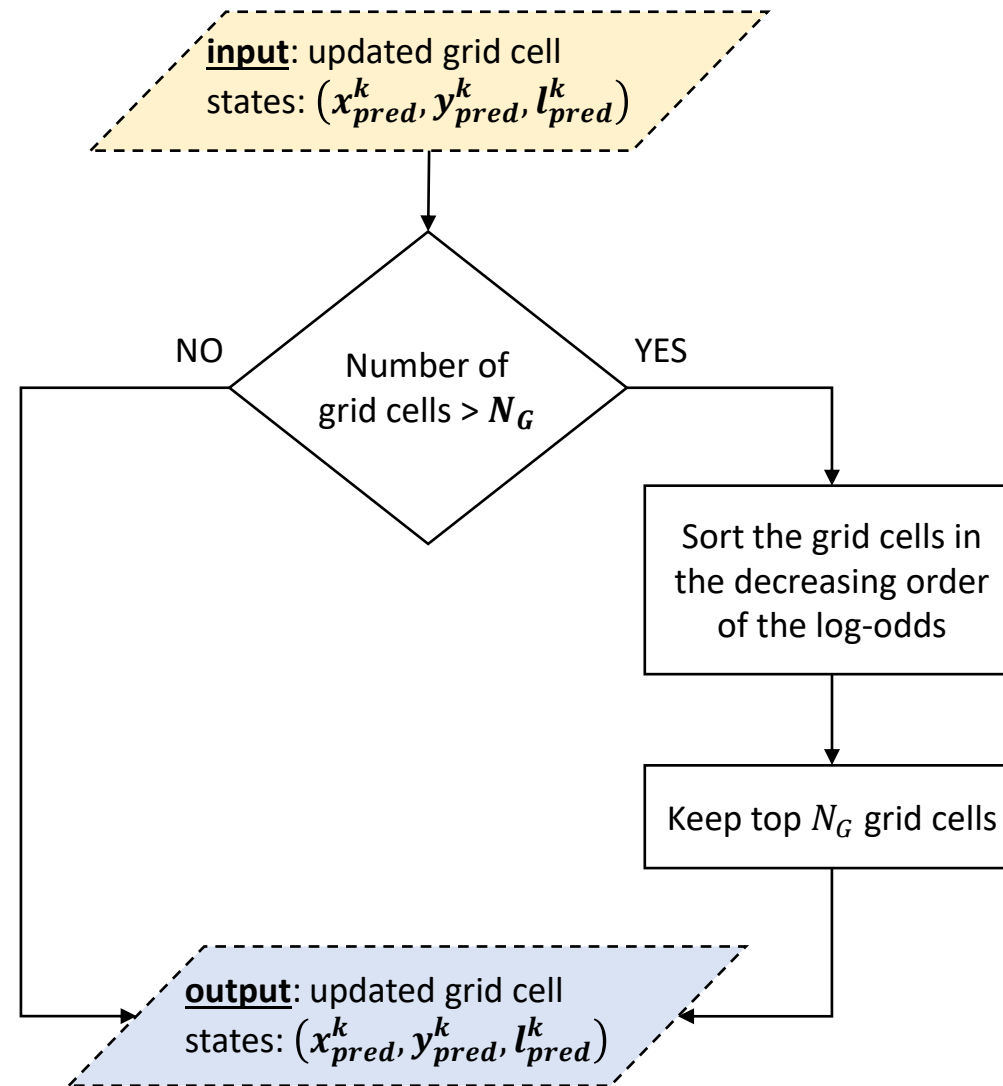 input: updated grid cell
states: (x^k_pred, y^k_pred, l^k_pred)
NO
YES
Number of
grid cells > N_G
Sort the grid cells in
the decreasing order
of the log-odds
Keep top N_G grid cells
output: updated grid cell
states: (x^k_pred, y^k_pred, l^k_pred)